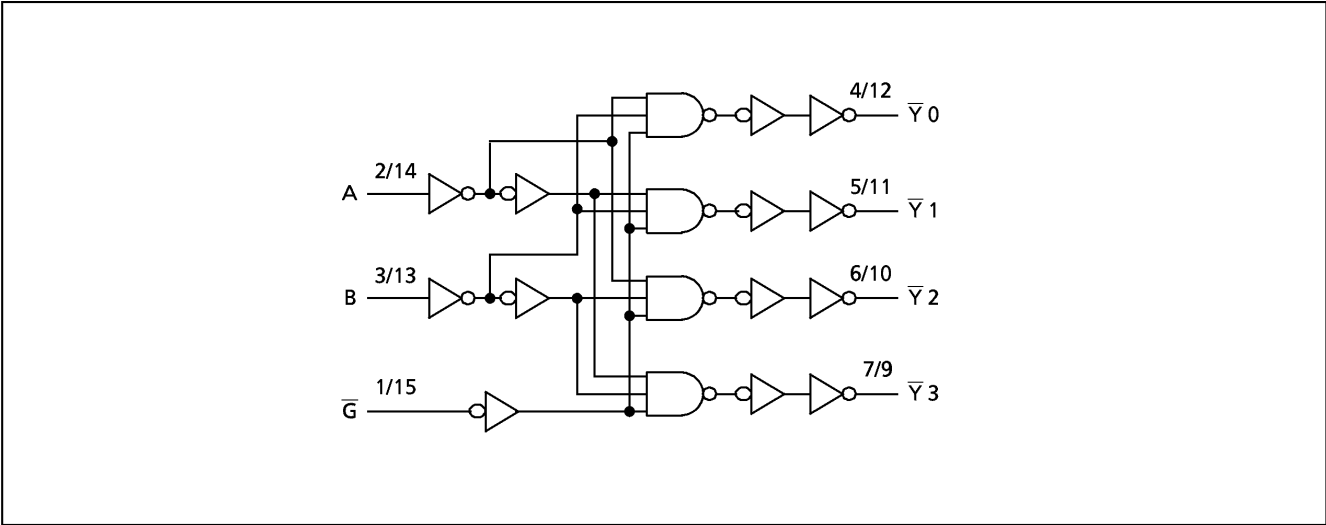 4/12
Y̅ 0
2/14
A
5/11
Y̅ 1
3/13
B
6/10
Y̅ 2
1/15
G̅
7/9
Y̅ 3